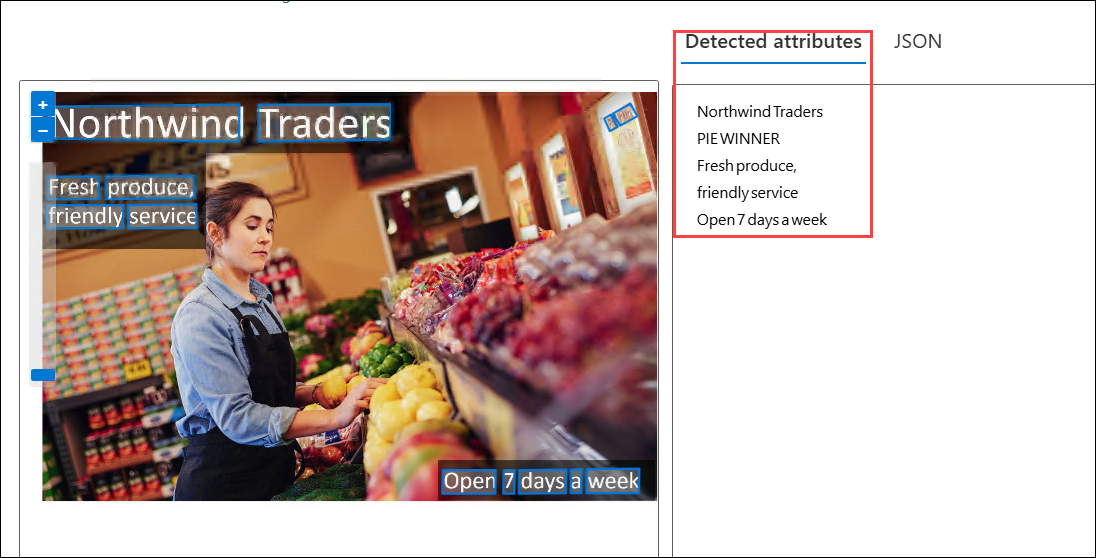 Detected attributes
JSON
+
−
Northwind Traders
Fresh produce,
friendly service
Open 7 days a week
Northwind Traders
PIE WINNER
Fresh produce,
friendly service
Open 7 days a week